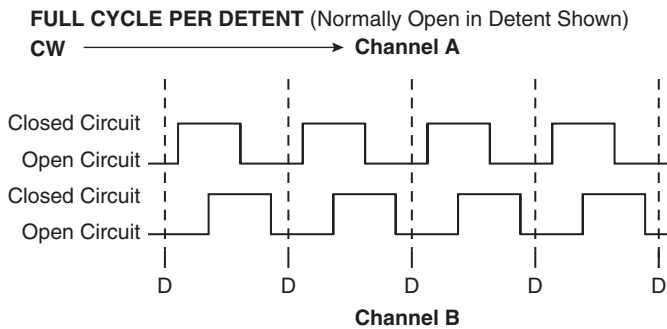 FULL CYCLE PER DETENT (Normally Open in Detent Shown)
CW Channel A
Closed Circuit
Open Circuit
Closed Circuit
Open Circuit
D D D D D
Channel B